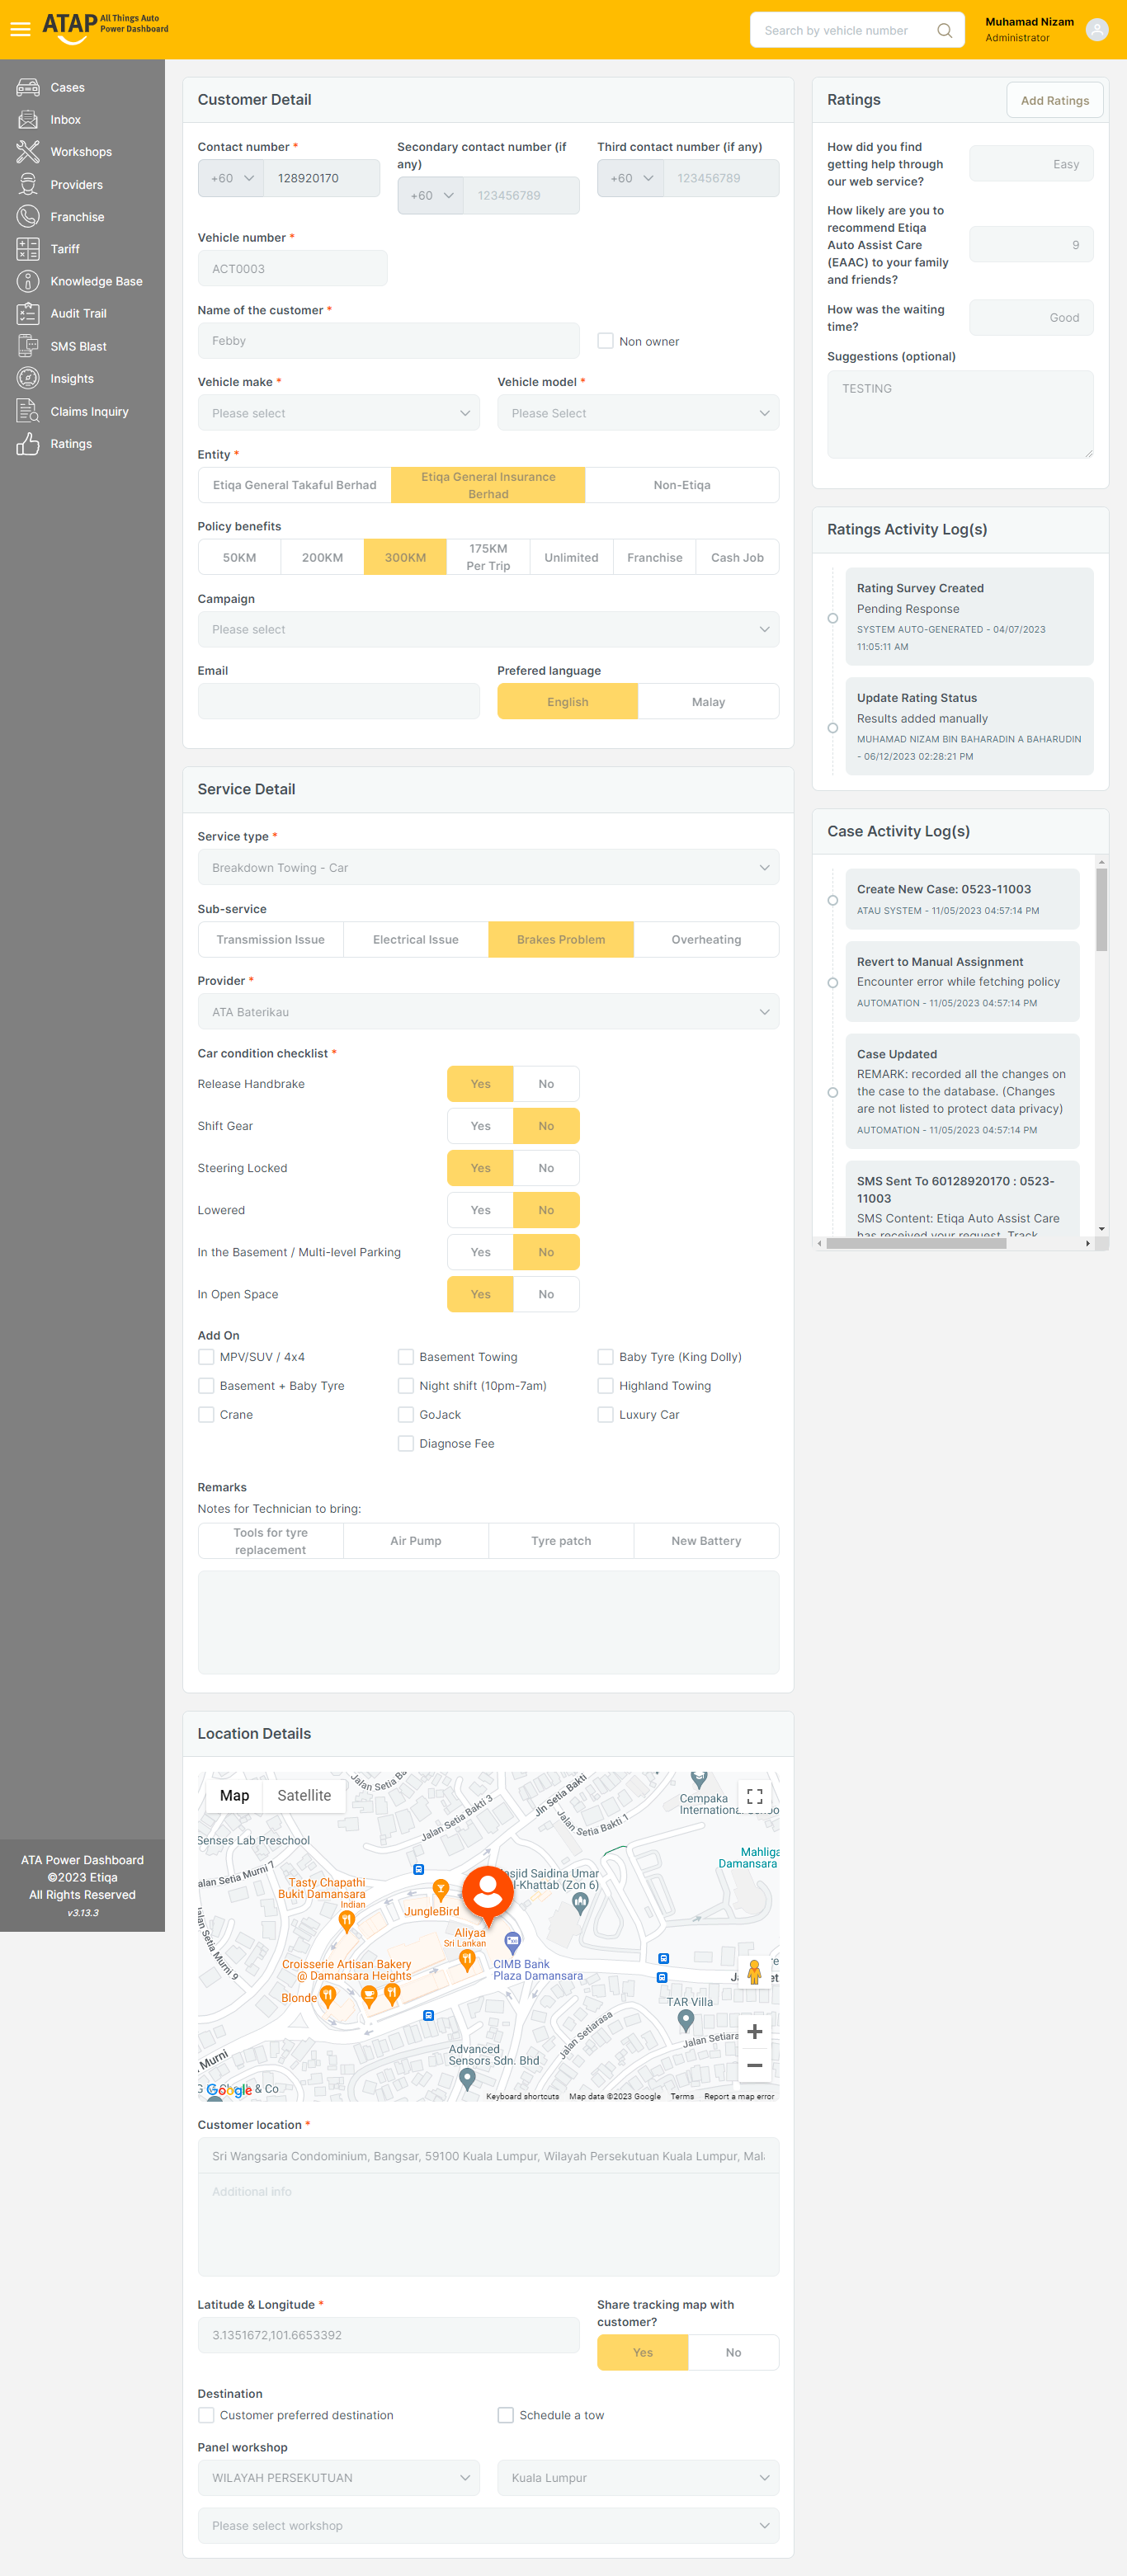 ATAP All Things Auto
Power Dashboard
Search by vehicle number
Muhamad Nizam
Administrator
Cases
Inbox
Workshops
Providers
Franchise
Tariff
Knowledge Base
Audit Trail
SMS Blast
Insights
Claims Inquiry
Ratings
ATA Power Dashboard
©2023 Etiqa
All Rights Reserved
v3.13.3
Customer Detail
Contact number *
+60 128920170
Secondary contact number (if
any)
+60 123456789
Third contact number (if any)
+60 123456789
Vehicle number *
ACT0003
Name of the customer *
Febby
Non owner
Vehicle make *
Please select
Vehicle model *
Please Select
Entity *
Etiqa General Takaful Berhad
Etiqa General Insurance
Berhad
Non-Etiqa
Policy benefits
50KM
200KM
300KM
175KM
Per Trip
Unlimited
Franchise
Cash Job
Campaign
Please select
Email
Prefered language
English
Malay
Service Detail
Service type *
Breakdown Towing - Car
Sub-service
Transmission Issue
Electrical Issue
Brakes Problem
Overheating
Provider *
ATA Baterikau
Car condition checklist *
Release Handbrake Yes No
Shift Gear Yes No
Steering Locked Yes No
Lowered Yes No
In the Basement / Multi-level Parking Yes No
In Open Space Yes No
Add On
MPV/SUV / 4x4 Basement Towing Baby Tyre (King Dolly)
Basement + Baby Tyre Night shift (10pm-7am) Highland Towing
Crane GoJack Luxury Car
Diagnose Fee
Remarks
Notes for Technician to bring:
Tools for tyre
replacement
Air Pump
Tyre patch
New Battery
Location Details
Map Satellite
Jalan Setia Ba
Jalan Setia Bakti 3
Jln Setia Bakti
Jalan Setia Bakti 1
Cempaka
International
Senses Lab Preschool
Mahliga
Damansara
alan Setia Murni 7
Tasty Chapathi
Bukit Damansara
Indian
JungleBird
asjid Saidina Umar
l-Khattab (Zon 6)
Aliyaa
Sri Lankan
CIMB Bank
Plaza Damansara
Croisserie Artisan Bakery
@ Damansara Heights
Blonde
Jalan Setia Murni 9
TAR Villa
Jalan Setiarasa
Jalan Setiara
Advanced
Sensors Sdn. Bhd
Murni
& Co
Google
Keyboard shortcuts Map data ©2023 Google Terms Report a map error
Customer location *
Sri Wangsaria Condominium, Bangsar, 59100 Kuala Lumpur, Wilayah Persekutuan Kuala Lumpur, Mala
Additional info
Latitude & Longitude *
3.1351672,101.6653392
Share tracking map with
customer?
Yes No
Destination
Customer preferred destination
Schedule a tow
Panel workshop
WILAYAH PERSEKUTUAN
Kuala Lumpur
Please select workshop
Ratings
Add Ratings
How did you find
getting help through
our web service?
Easy
How likely are you to
recommend Etiqa
Auto Assist Care
(EAAC) to your family
and friends?
9
How was the waiting
time?
Good
Suggestions (optional)
TESTING
Ratings Activity Log(s)
Rating Survey Created
Pending Response
SYSTEM AUTO-GENERATED - 04/07/2023
11:05:11 AM
Update Rating Status
Results added manually
MUHAMAD NIZAM BIN BAHARADIN A BAHARUDIN
- 06/12/2023 02:28:21 PM
Case Activity Log(s)
Create New Case: 0523-11003
ATAU SYSTEM - 11/05/2023 04:57:14 PM
Revert to Manual Assignment
Encounter error while fetching policy
AUTOMATION - 11/05/2023 04:57:14 PM
Case Updated
REMARK: recorded all the changes on
the case to the database. (Changes
are not listed to protect data privacy)
AUTOMATION - 11/05/2023 04:57:14 PM
SMS Sent To 60128920170 : 0523-
11003
SMS Content: Etiqa Auto Assist Care
has received your request. Track